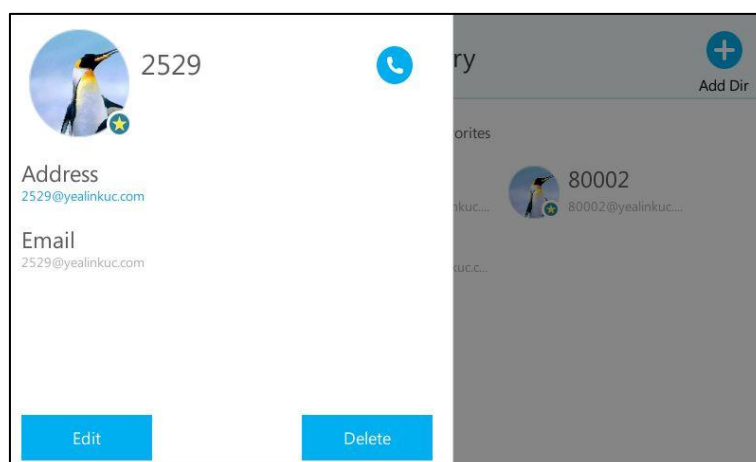 2529
Address
2529@yealinkuc.com
Email
2529@yealinkuc.com
Edit
Delete
ry
Add Dir
orites
80002
nkuc....
80002@yealinkuc....
kuc.c...